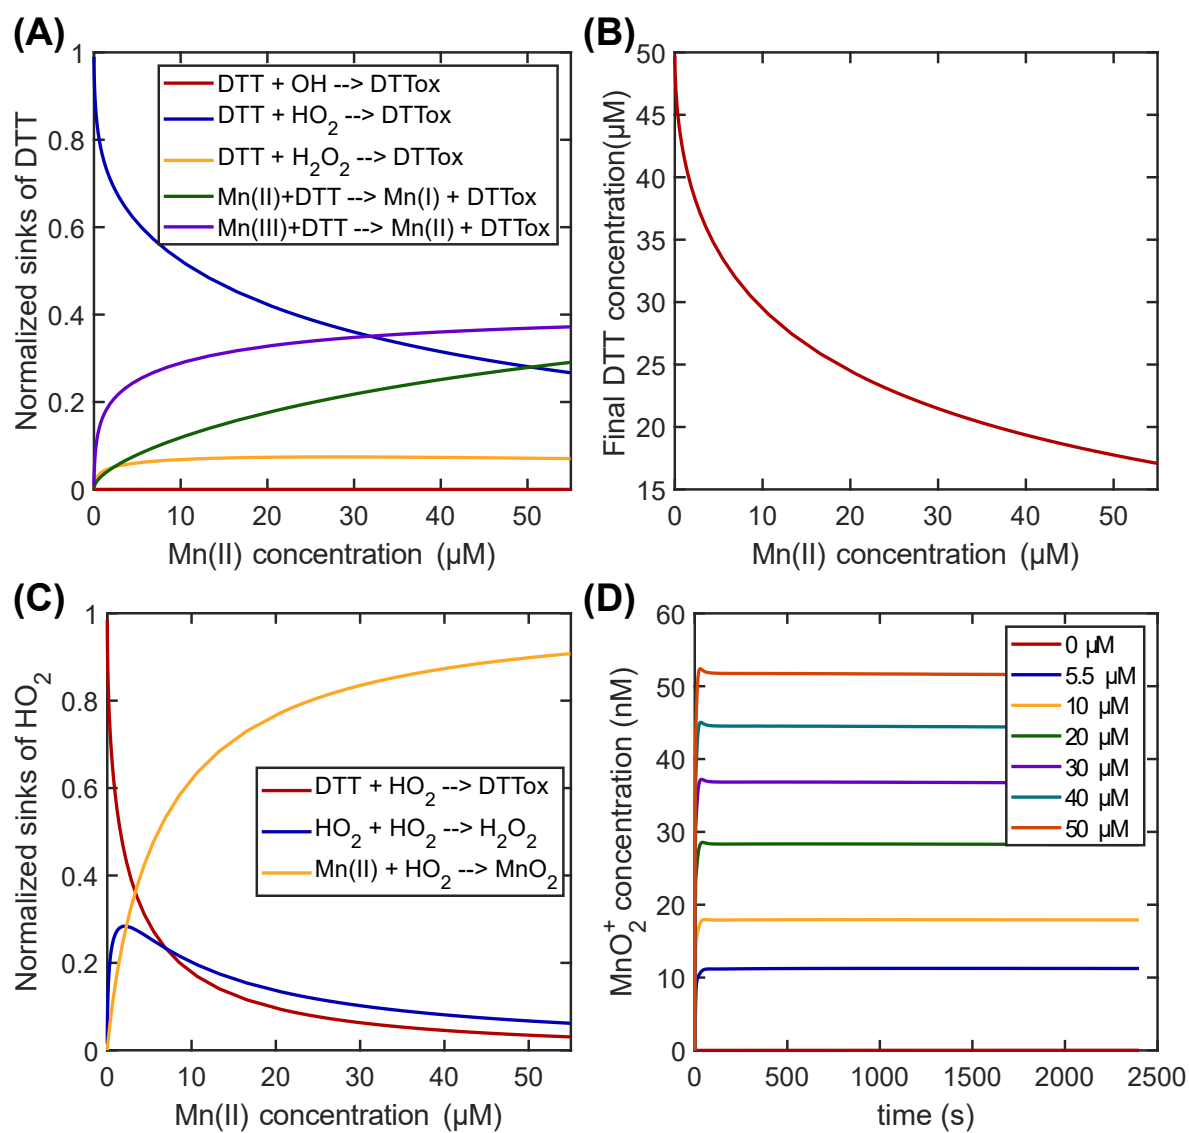 (A)
1
0.8
0.6
0.4
0.2
0
Normalized sinks of DTT
DTT + OH --> DTTox
DTT + HO2 --> DTTox
DTT + H2O2 --> DTTox
Mn(II)+DTT --> Mn(I) + DTTox
Mn(III)+DTT --> Mn(II) + DTTox
0 10 20 30 40 50
Mn(II) concentration (µM)
(B)
50
45
40
35
30
25
20
15
Final DTT concentration(µM)
0 10 20 30 40 50
Mn(II) concentration (µM)
(C)
1
0.8
0.6
0.4
0.2
0
Normalized sinks of HO2
DTT + HO2 --> DTTox
HO2 + HO2 --> H2O2
Mn(II) + HO2 --> MnO2
0 10 20 30 40 50
Mn(II) concentration (µM)
(D)
60
50
40
30
20
10
0
MnO2+ concentration (nM)
0 µM
5.5 µM
10 µM
20 µM
30 µM
40 µM
50 µM
0 500 1000 1500 2000 2500
time (s)